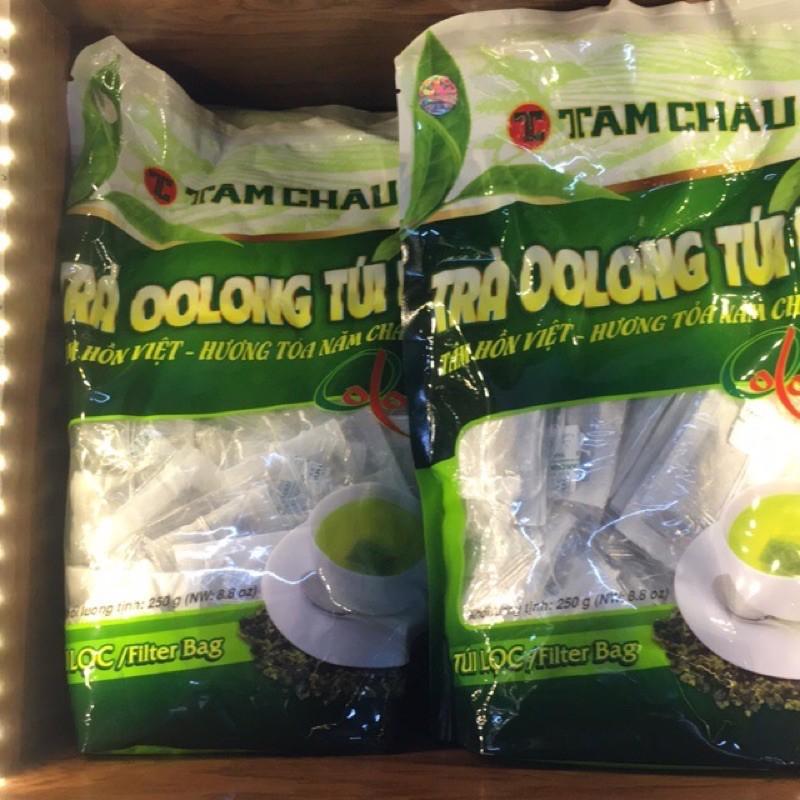 TAM CHAU
TRÀ OOLONG TÚI
HỒN VIỆT - HƯƠNG TỎA NĂM CHÂ
lượng tịnh: 250 g (NW: 8.8 oz)
LỌC /Filter Bag
TAM CHAU
TRÀ OOLONG TÚI
TÂM HỒN VIỆT - HƯƠNG TỎA NĂM CH
Khối lượng tịnh: 250 g (NW: 8.8 oz)
TÚI LỌC /Filter Bag